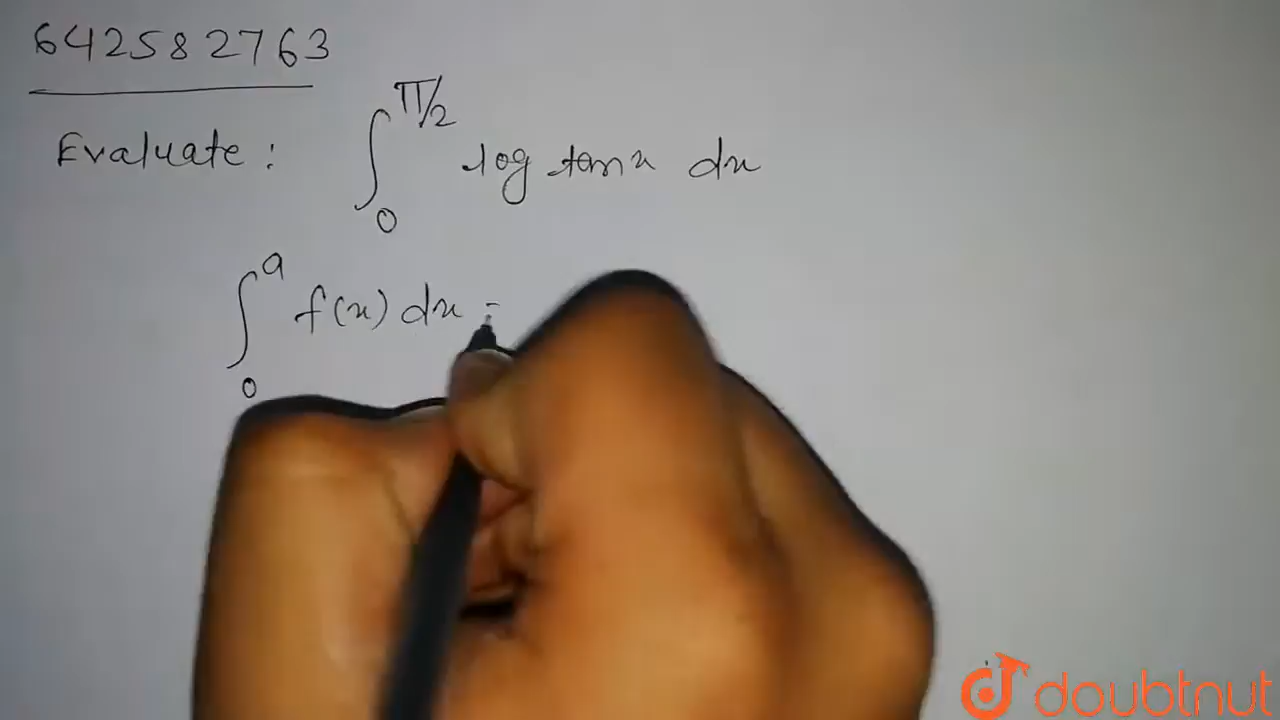 642582763
Evaluate: ∫₀^{π/2} log tan x dx
∫₀^a f(x) dx =
doubtnut